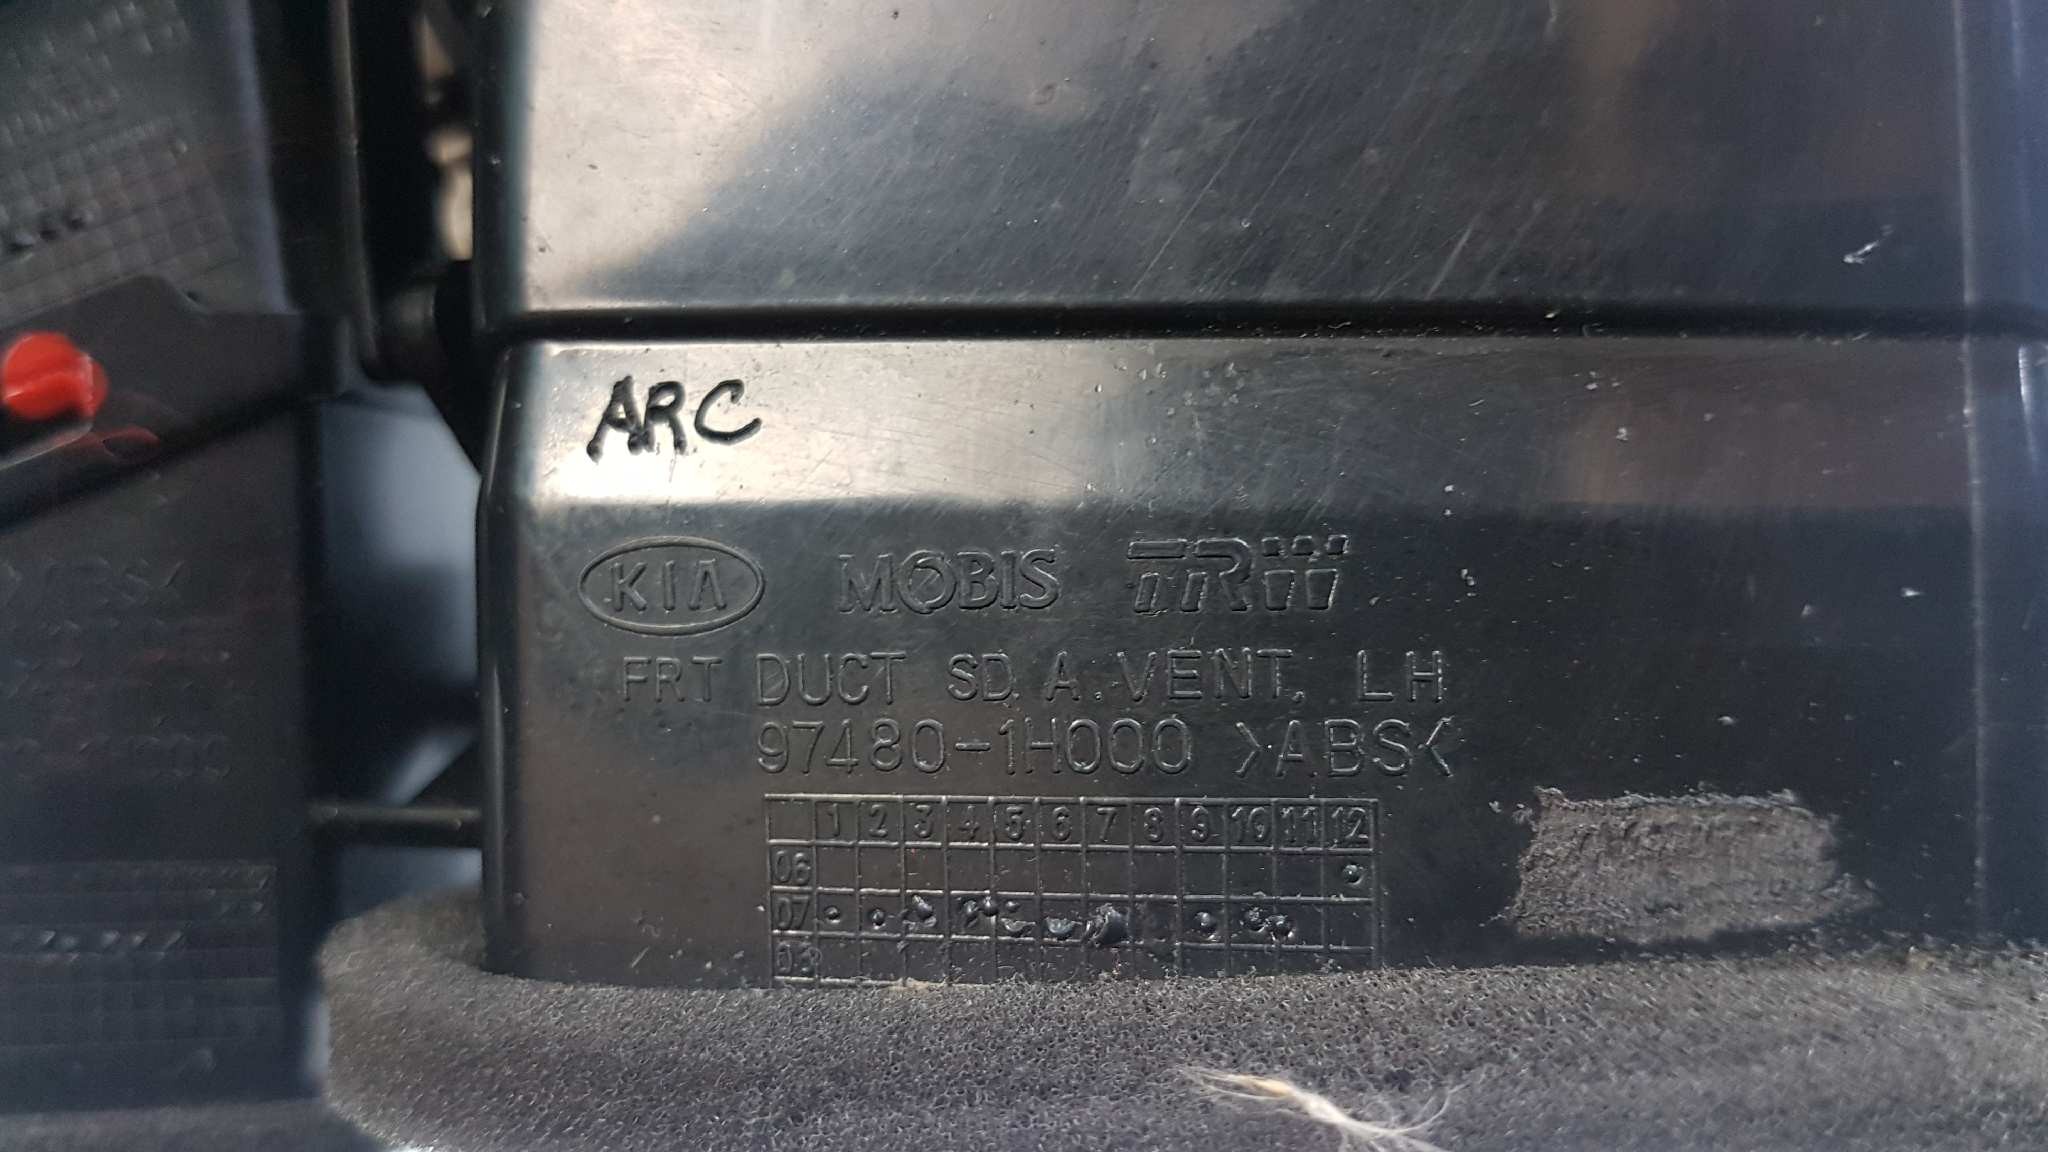 ARC
KIA MOBIS TRW
FRT DUCT SD. A. VENT, LH
97480-1H000 >ABS<
1 2 3 4 5 6 7 8 9 10 11 12
06
07